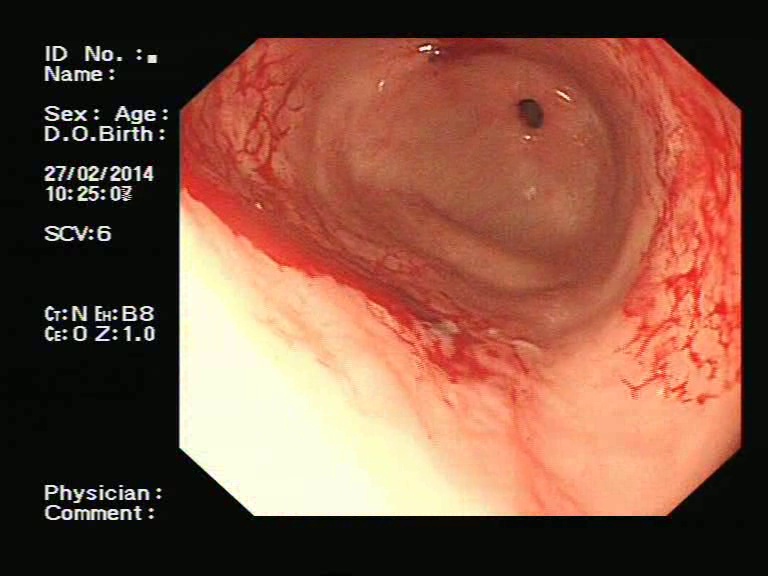 ID No. :
Name:
Sex: Age:
D.O.Birth:
27/02/2014
10:25:07
SCV:6
CT:N EH:B8
CE:0 Z:1.0
Physician:
Comment: